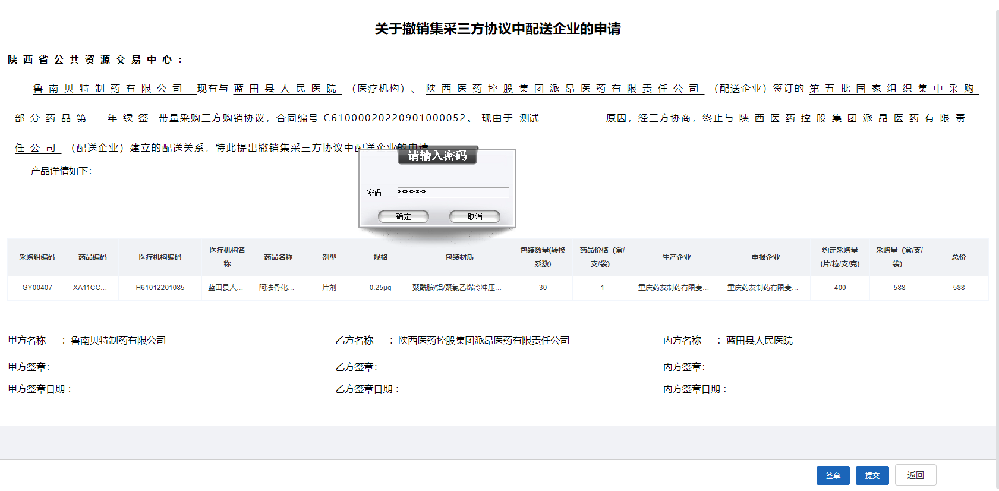 关于撤销集采三方协议中配送企业的申请
陕西省公共资源交易中心：
鲁南贝特制药有限公司 现有与 蓝田县人民医院 （医疗机构）、 陕西医药控股集团派昂医药有限责任公司 （配送企业）签订的 第五批国家组织集中采购
部分药品第二年续签 带量采购三方购销协议，合同编号 C61000020220901000052。 现由于 测试 原因，经三方协商，终止与 陕西医药控股集团派昂医药有限责
任公司 （配送企业）建立的配送关系，特此提出撤销集采三方协议中配送企业的申请
请输入密码
产品详情如下：
密码: ********
确定 取消
采购组编码 药品编码 医疗机构编码 医疗机构名称 药品名称 剂型 规格 包装材质 包装数量(转换系数) 药品价格（盒/支/袋） 生产企业 申报企业 约定采购量(片/粒/支/克) 采购量（盒/支/袋） 总价
GY00407 XA11CC... H61012201085 蓝田县人... 阿法骨化... 片剂 0.25μg 聚酰胺/铝/聚氯乙烯冷冲压... 30 1 重庆药友制药有限责... 重庆药友制药有限责... 400 588 588
甲方名称 ：鲁南贝特制药有限公司 乙方名称 ：陕西医药控股集团派昂医药有限责任公司 丙方名称 ：蓝田县人民医院
甲方签章： 乙方签章： 丙方签章：
甲方签章日期： 乙方签章日期： 丙方签章日期：
签章 提交 返回